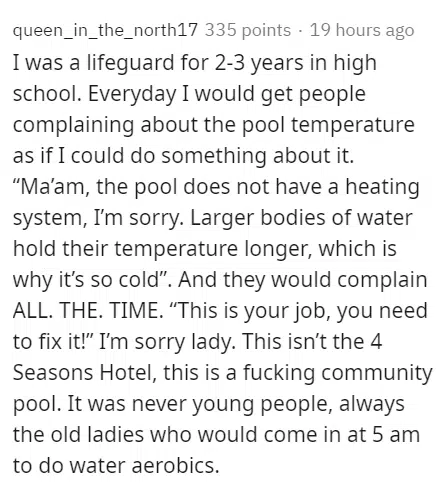 queen_in_the_north17 335 points · 19 hours ago
I was a lifeguard for 2-3 years in high
school. Everyday I would get people
complaining about the pool temperature
as if I could do something about it.
“Ma’am, the pool does not have a heating
system, I’m sorry. Larger bodies of water
hold their temperature longer, which is
why it’s so cold”. And they would complain
ALL. THE. TIME. “This is your job, you need
to fix it!” I’m sorry lady. This isn’t the 4
Seasons Hotel, this is a fucking community
pool. It was never young people, always
the old ladies who would come in at 5 am
to do water aerobics.